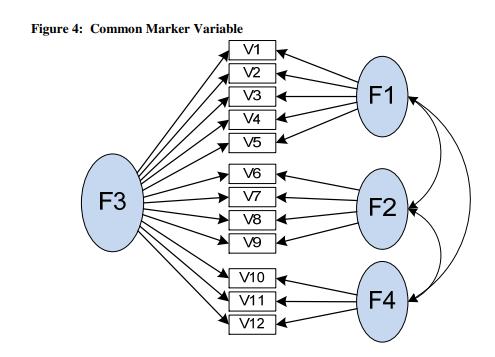 Figure 4:  Common Marker Variable
V1
V2
V3
V4
V5
V6
V7
V8
V9
V10
V11
V12
F1
F2
F3
F4